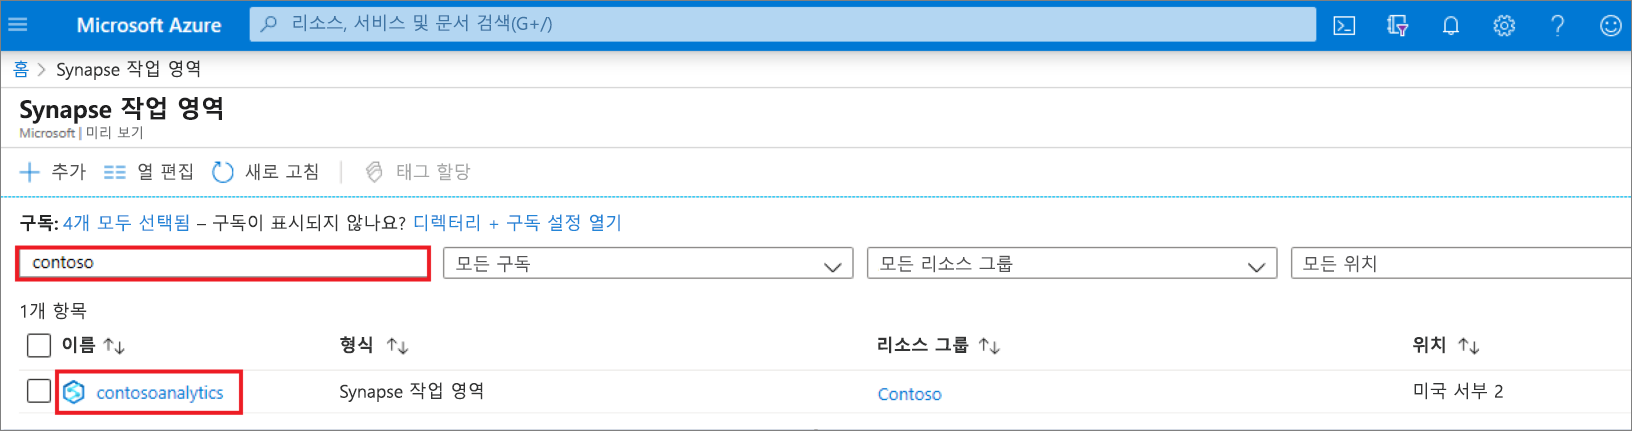 Microsoft Azure 리소스, 서비스 및 문서 검색(G+/)
홈 > Synapse 작업 영역
Synapse 작업 영역
Microsoft | 미리 보기
추가 열 편집 새로 고침 태그 할당
구독: 4개 모두 선택됨 – 구독이 표시되지 않나요? 디렉터리 + 구독 설정 열기
contoso 모든 구독 모든 리소스 그룹 모든 위치
1개 항목
이름 ↑↓ 형식 ↑↓ 리소스 그룹 ↑↓ 위치 ↑↓
contosoanalytics Synapse 작업 영역 Contoso 미국 서부 2